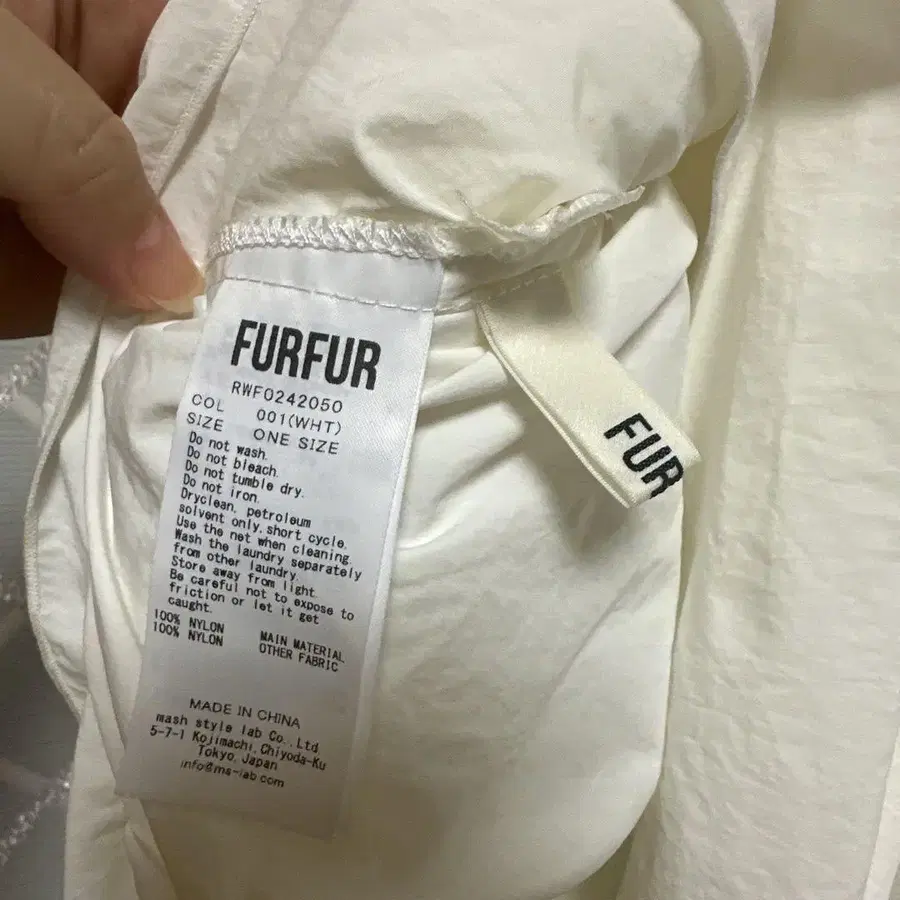 FURFUR
RWF0242050
COL 001(WHT)
SIZE ONE SIZE
Do not wash.
Do not bleach.
Do not tumble dry.
Do not iron.
Dryclean, petroleum
solvent only,short cycle.
Use the net when cleaning.
Wash the laundry separately
from other laundry.
Store away from light.
Be careful not to expose to
friction or let it get
caught.
100% NYLON MAIN MATERIAL
100% NYLON OTHER FABRIC
MADE IN CHINA
mash style lab Co.,Ltd.
5-7-1 Kojimachi,Chiyoda-Ku
Tokyo,Japan
info@ms-lab.com
FUR